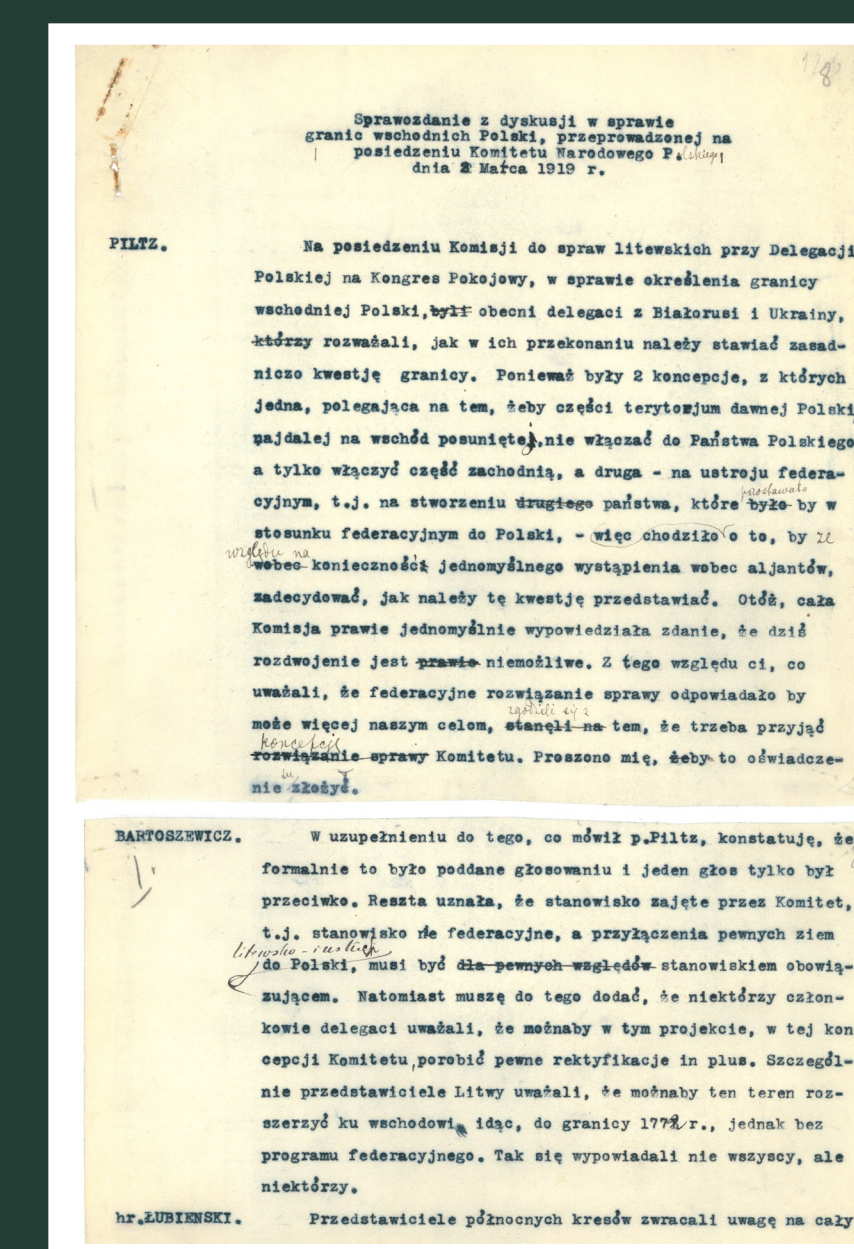 8
Sprawozdanie z dyskusji w sprawie
granic wschodnich Polski, przeprowadzonej na
posiedzeniu Komitetu Narodowego P.olskiego,
dnia 2 Marca 1919 r.
PILTZ. Na posiedzeniu Komisji do spraw litewskich przy Delegacji
Polskiej na Kongres Pokojowy, w sprawie określenia granicy
wschodniej Polski, byli obecni delegaci z Białorusi i Ukrainy,
którzy rozważali, jak w ich przekonaniu należy stawiać zasad-
niczo kwestję granicy. Ponieważ były 2 koncepcje, z których
jedna, polegająca na tem, żeby części terytorjum dawnej Polski
najdalej na wschód posuniętej, nie włączać do Państwa Polskiego
a tylko włączyć część zachodnią, a druga - na ustroju federa-
pozostawało
cyjnym, t.j. na stworzeniu drugiego państwa, które było by w
stosunku federacyjnym do Polski, - więc chodziło o to, by ze
względu na
wobec konieczności jednomyślnego wystąpienia wobec aljantów,
zadecydować, jak należy tę kwestję przedstawiać. Otóż, cała
Komisja prawie jednomyślnie wypowiedziała zdanie, że dziś
rozdwojenie jest prawie niemożliwe. Z tego względu ci, co
uważali, że federacyjne rozwiązanie sprawy odpowiadało by
zgodzili się z
może więcej naszym celom, stanęli na tem, że trzeba przyjąć
koncepcję
rozwiązanie sprawy Komitetu. Proszono mię, żeby to oświadcze-
tu
nie złożyć.
BARTOSZEWICZ. W uzupełnieniu do tego, co mówił p.Piltz, konstatuję, że
formalnie to było poddane głosowaniu i jeden głos tylko był
przeciwko. Reszta uznała, że stanowisko zajęte przez Komitet,
t.j. stanowisko nie federacyjne, a przyłączenia pewnych ziem
litewsko-ruskich
do Polski, musi być dla pewnych względów stanowiskiem obowią-
zującem. Natomiast muszę do tego dodać, że niektórzy człon-
kowie delegaci uważali, że możnaby w tym projekcie, w tej kon
cepcji Komitetu, porobić pewne rektyfikacje in plus. Szczegól-
nie przedstawiciele Litwy uważali, że możnaby ten teren roz-
szerzyć ku wschodowi, idąc, do granicy 1772 r., jednak bez
programu federacyjnego. Tak się wypowiadali nie wszyscy, ale
niektórzy.
hr.ŁUBIENSKI. Przedstawiciele północnych kresów zwracali uwagę na cały